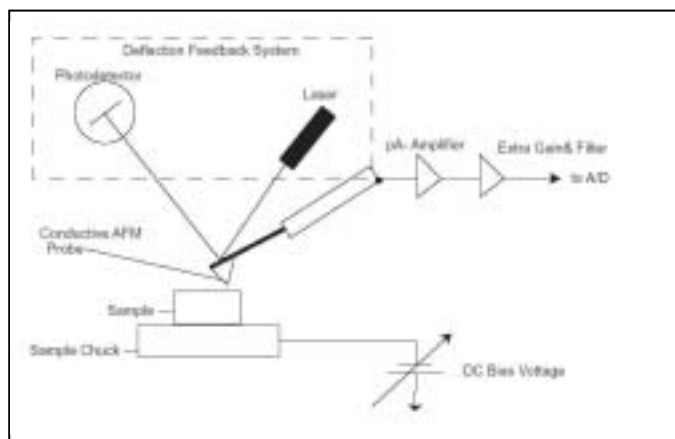 Deflection Feedback System
Photodetector
Laser
pA- Amplifier
Extra Gain& Filter
to A/D
Conductive AFM
Probe
Sample
Sample Chuck
DC Bias Voltage